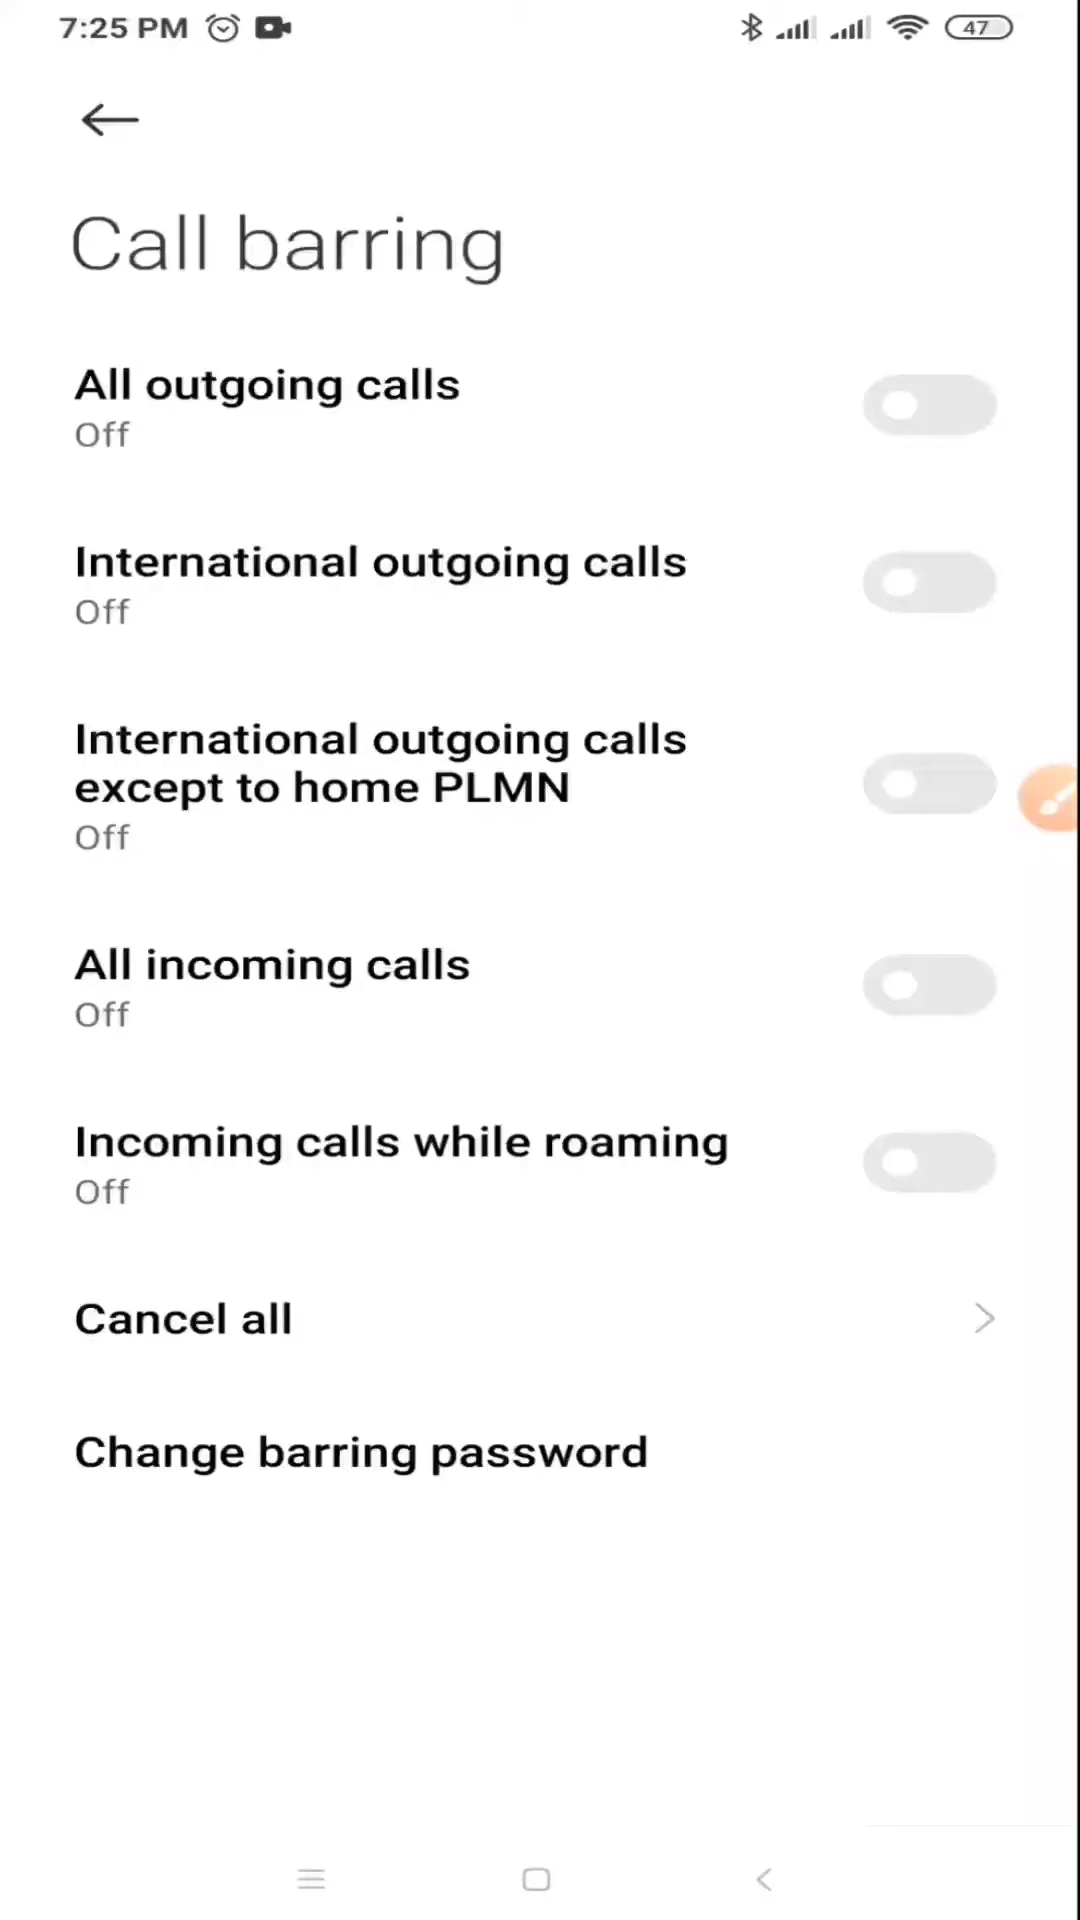 7:25 PM
47
Call barring
All outgoing calls
Off
International outgoing calls
Off
International outgoing calls
except to home PLMN
Off
All incoming calls
Off
Incoming calls while roaming
Off
Cancel all
Change barring password